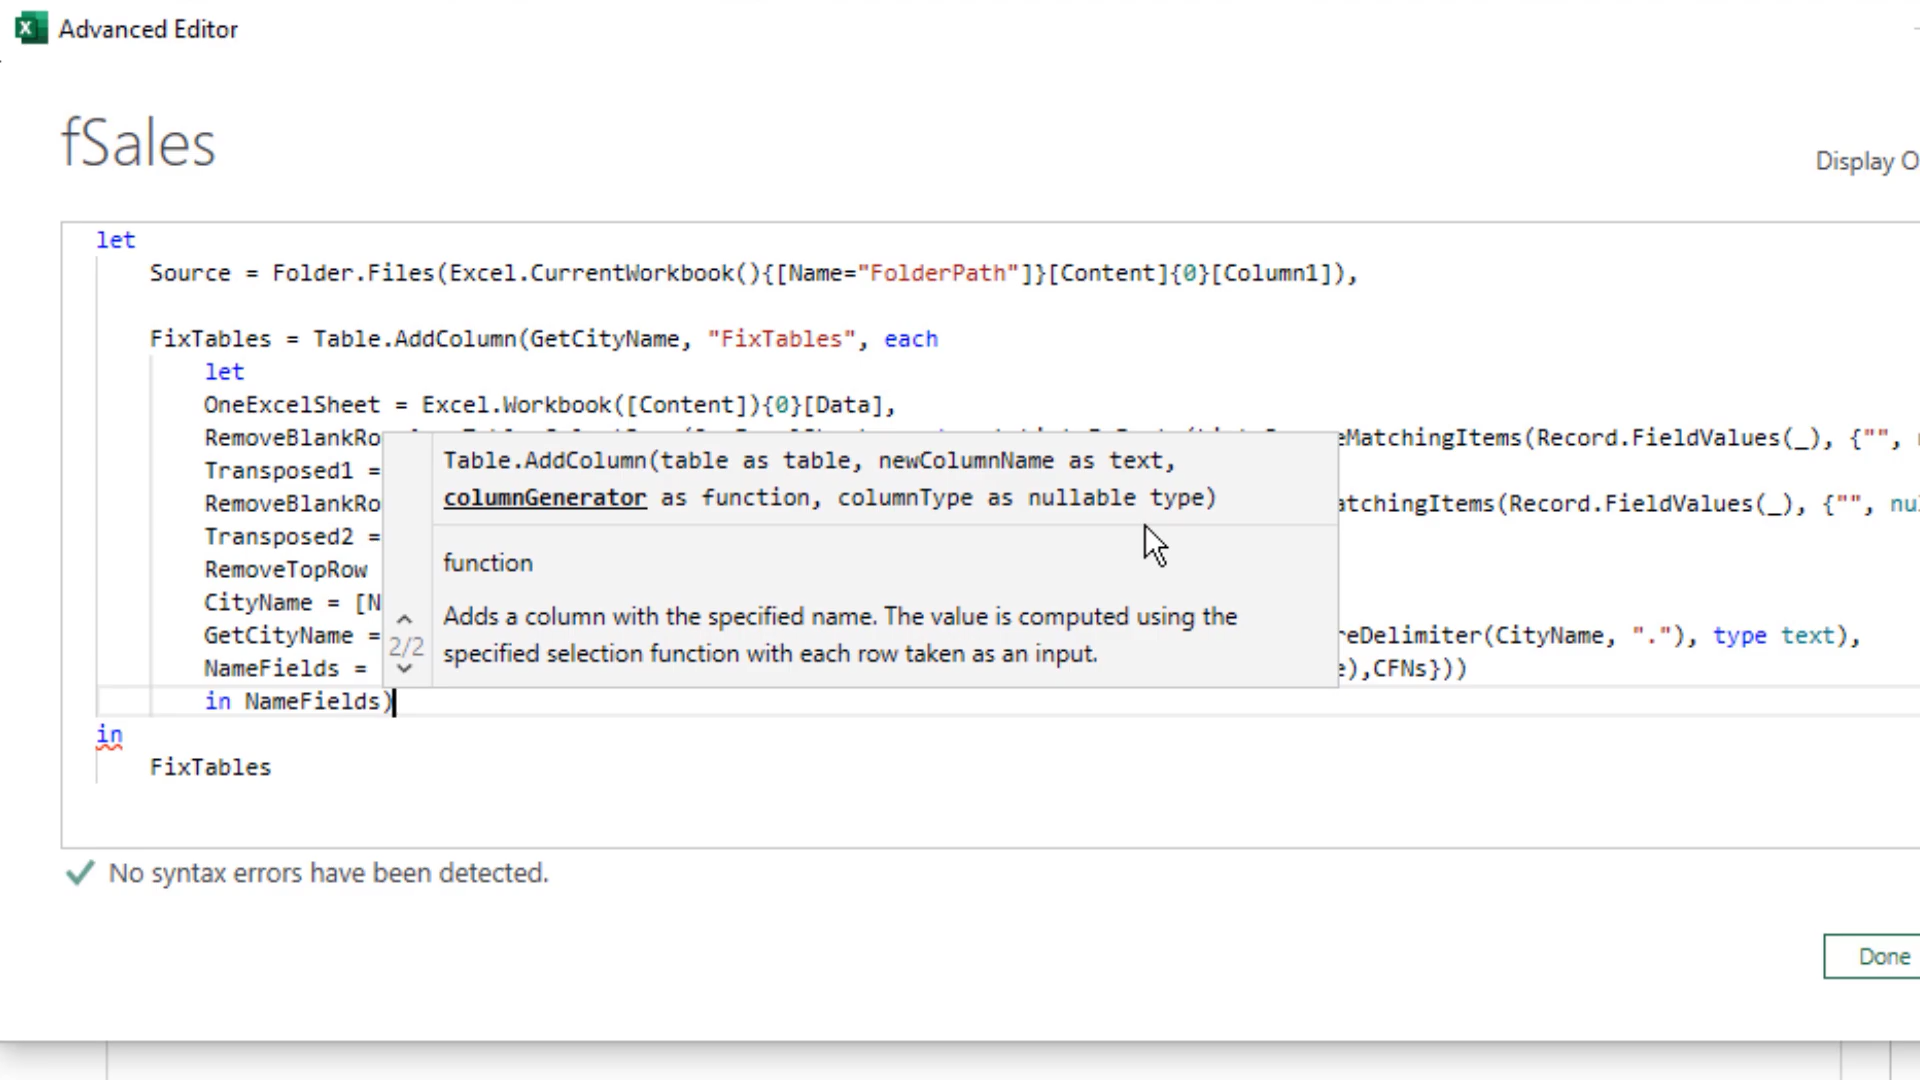 Advanced Editor
fSales
Display O
let
Source = Folder.Files(Excel.CurrentWorkbook(){[Name="FolderPath"]}[Content]{0}[Column1]),
FixTables = Table.AddColumn(GetCityName, "FixTables", each
let
OneExcelSheet = Excel.Workbook([Content]){0}[Data],
RemoveBlankRo MatchingItems(Record.FieldValues(_), {"",
Transposed1 =
RemoveBlankRo tchingItems(Record.FieldValues(_), {"", nu
Transposed2 =
RemoveTopRow
CityName = [N
GetCityName = reDelimiter(CityName, "."), type text),
NameFields = ),CFNs}))
in NameFields)
in
FixTables
Table.AddColumn(table as table, newColumnName as text,
columnGenerator as function, columnType as nullable type)
function
2/2
Adds a column with the specified name. The value is computed using the
specified selection function with each row taken as an input.
No syntax errors have been detected.
Done